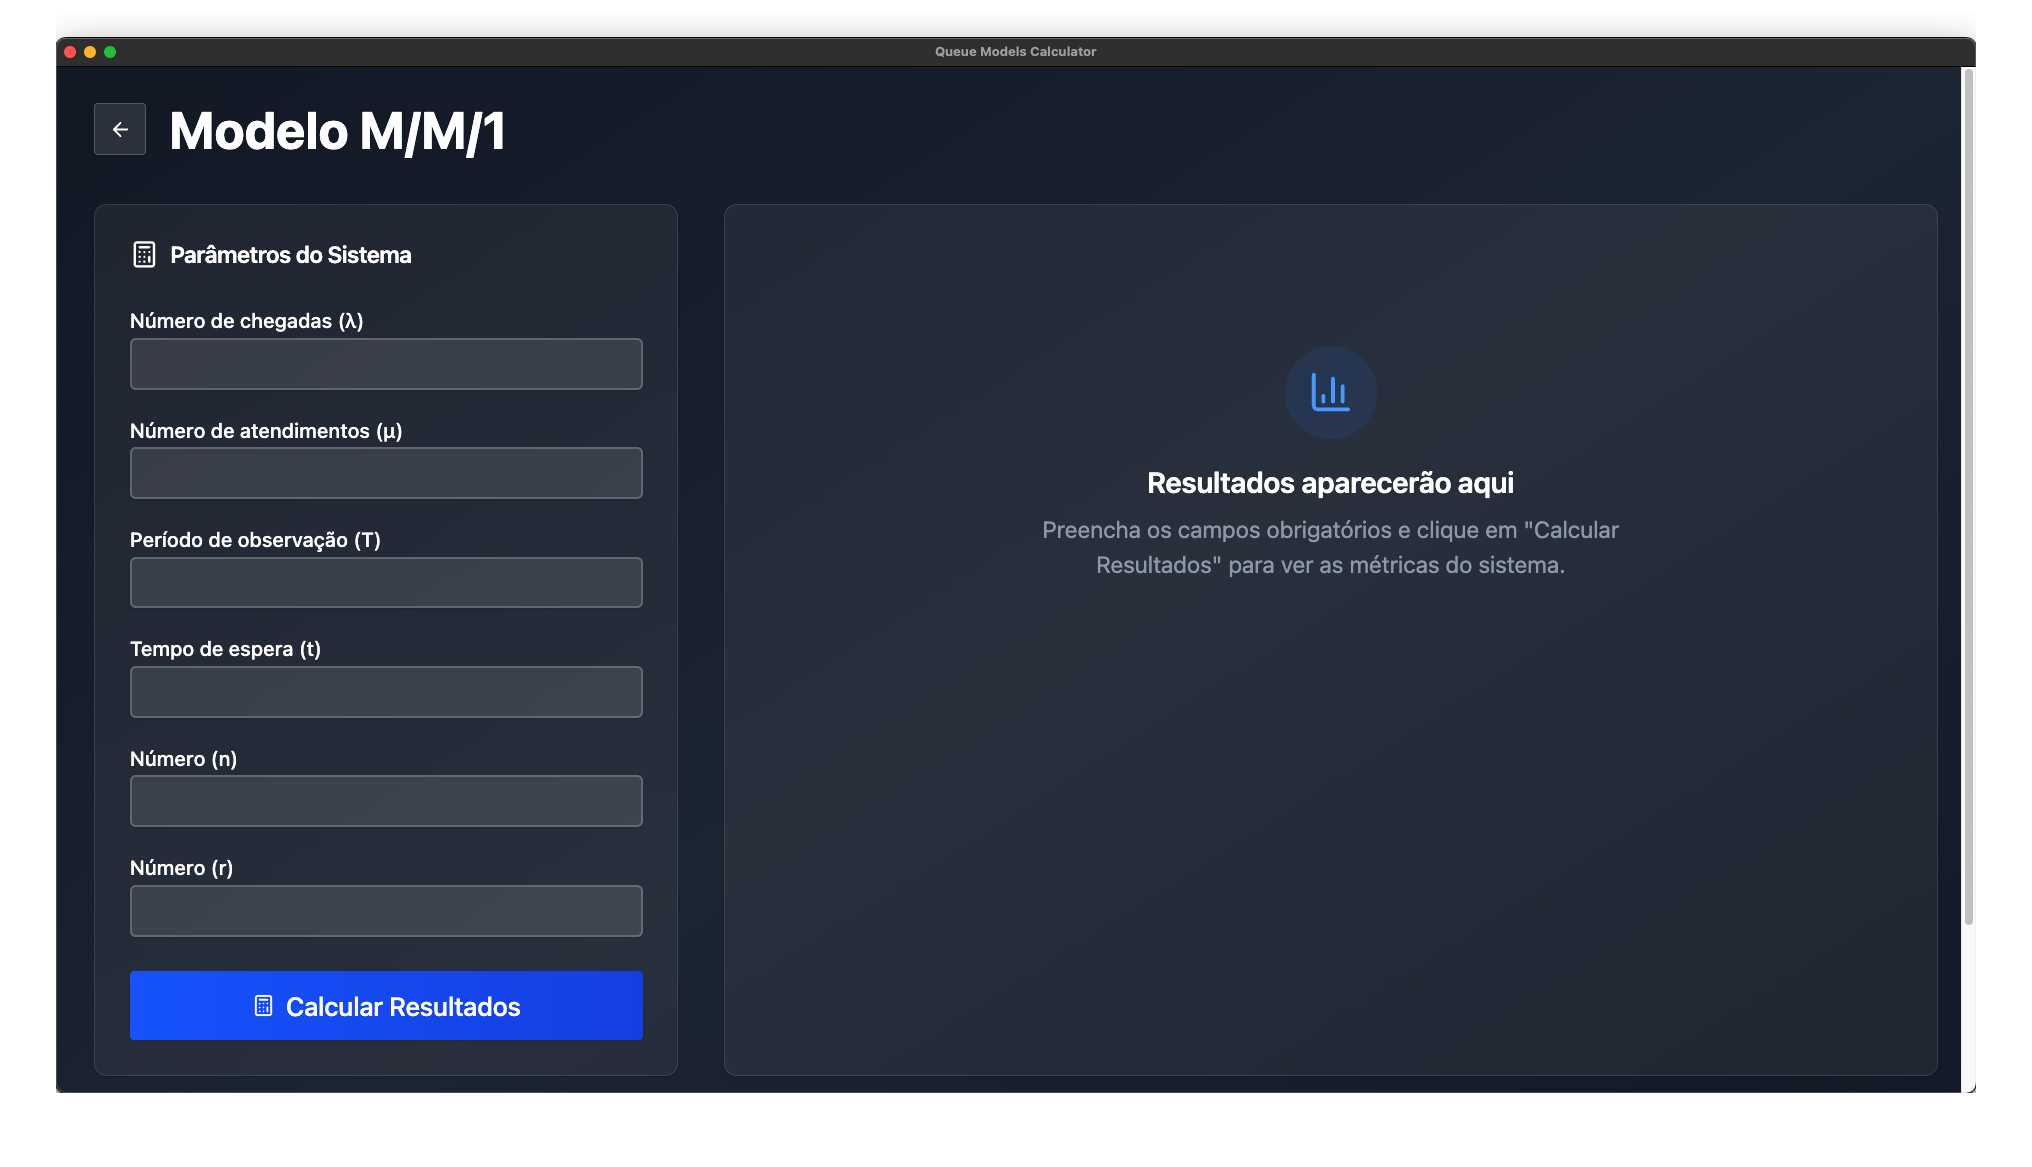 Queue Models Calculator
Modelo M/M/1
Parâmetros do Sistema
Número de chegadas (λ)
Número de atendimentos (μ)
Período de observação (T)
Tempo de espera (t)
Número (n)
Número (r)
Calcular Resultados
Resultados aparecerão aqui
Preencha os campos obrigatórios e clique em "Calcular
Resultados" para ver as métricas do sistema.